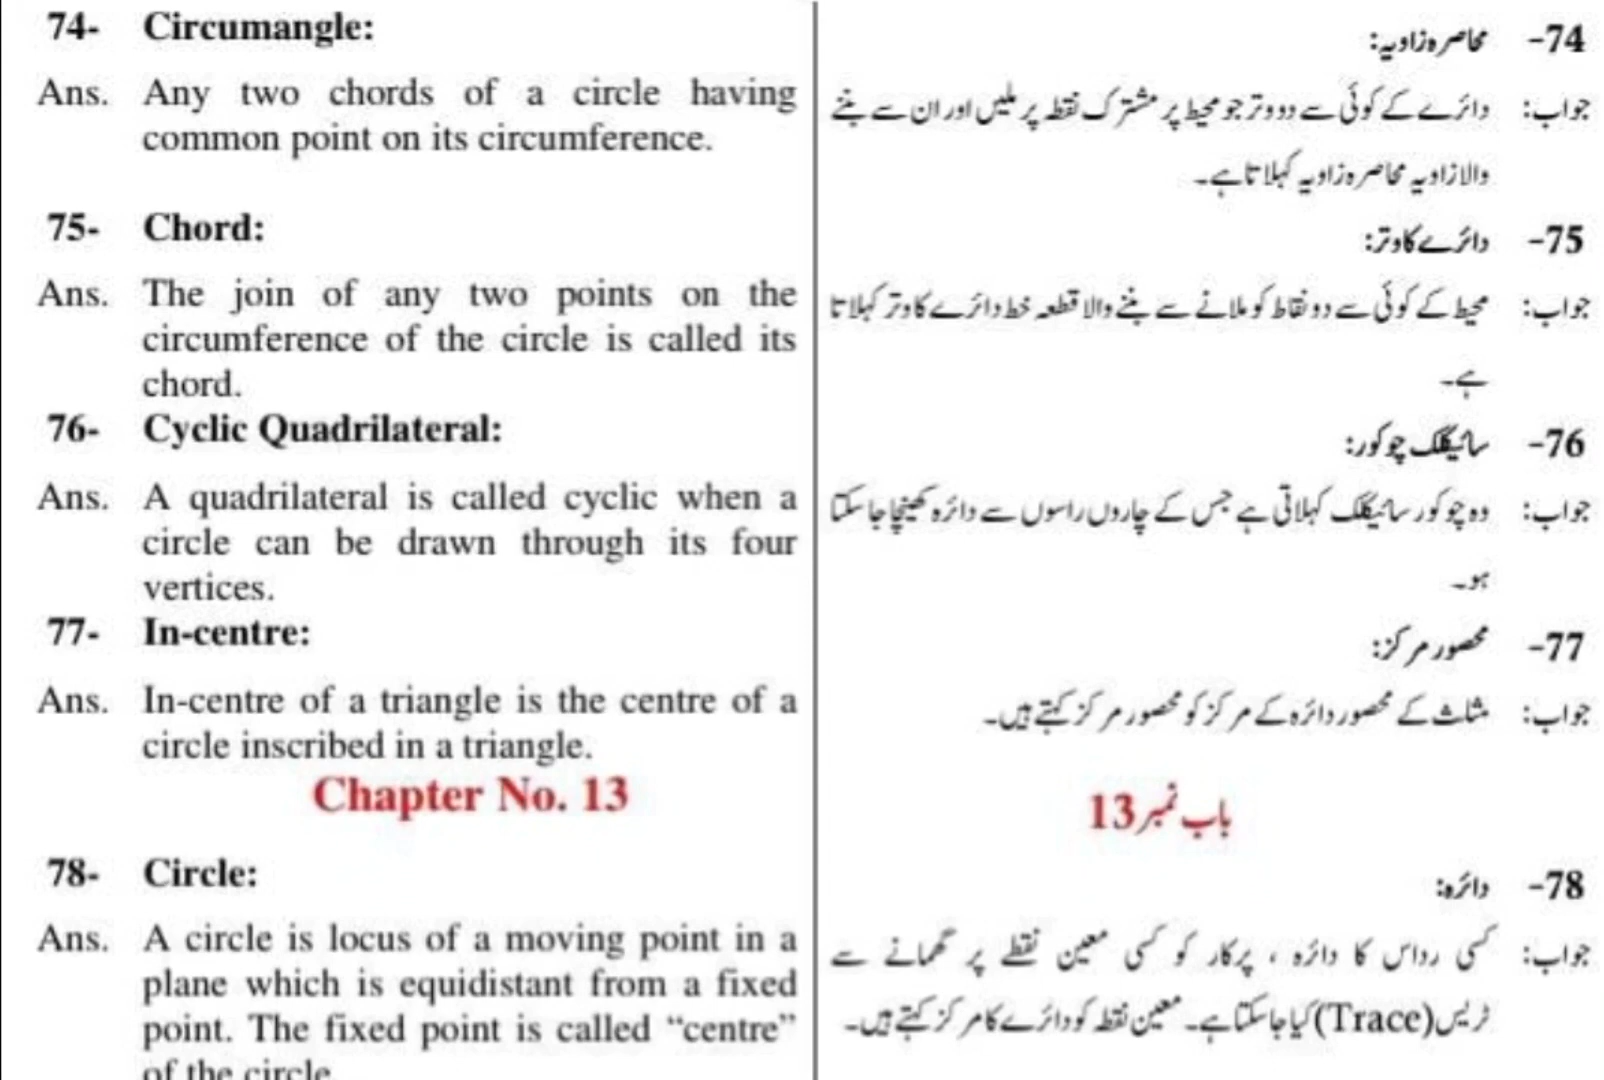 74- Circumangle:
Ans. Any two chords of a circle having
common point on its circumference.
75- Chord:
Ans. The join of any two points on the
circumference of the circle is called its
chord.
76- Cyclic Quadrilateral:
Ans. A quadrilateral is called cyclic when a
circle can be drawn through its four
vertices.
77- In-centre:
Ans. In-centre of a triangle is the centre of a
circle inscribed in a triangle.
Chapter No. 13
78- Circle:
Ans. A circle is locus of a moving point in a
plane which is equidistant from a fixed
point. The fixed point is called “centre”
of the circle.
74- محاصرہ زاویہ:
جواب: دائرے کے کوئی سے دو وتر جو محیط پر مشترک نقطہ پر ملیں اور ان سے بننے
والا زاویہ محاصرہ زاویہ کہلاتا ہے۔
75- دائرے کا وتر:
جواب: محیط کے کوئی سے دو نقاط کو ملانے سے بننے والا قطعہ خط دائرے کا وتر کہلاتا
ہے۔
76- سائیکلک چوکور:
جواب: وہ چوکور سائیکلک کہلاتی ہے جس کے چاروں راسوں سے دائرہ کھینچا جا سکتا
ہو۔
77- محصور مرکز:
جواب: مثلث کے محصور دائرہ کے مرکز کو محصور مرکز کہتے ہیں۔
باب نمبر 13
78- دائرہ:
جواب: کسی رداس کا دائرہ ، پرکار کو کسی معین نقطے پر گھمانے سے
ٹریس (Trace) کیا جا سکتا ہے۔ معین نقطہ کو دائرے کا مرکز کہتے ہیں۔